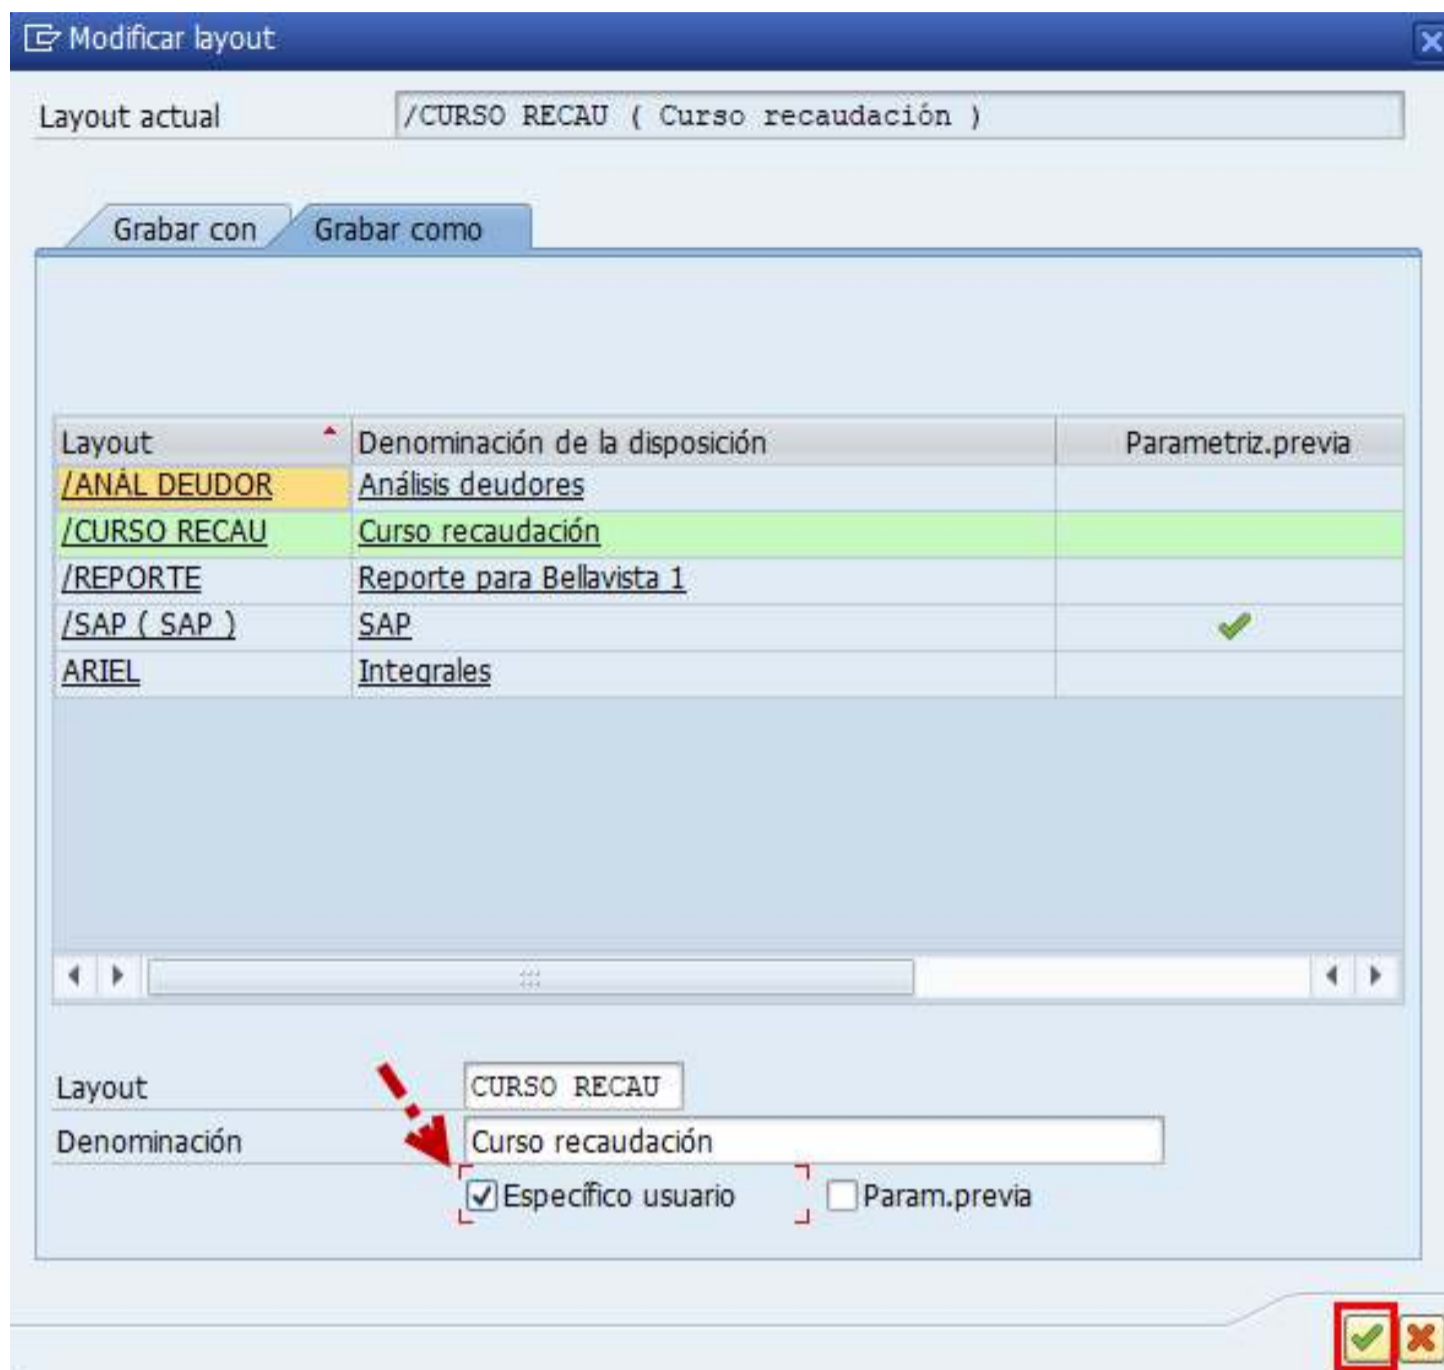 Modificar layout
Layout actual /CURSO RECAU ( Curso recaudación )
Grabar con Grabar como
Layout Denominación de la disposición Parametriz.previa
/ANÁL DEUDOR Análisis deudores
/CURSO RECAU Curso recaudación
/REPORTE Reporte para Bellavista 1
/SAP ( SAP ) SAP
ARIEL Integrales
Layout CURSO RECAU
Denominación Curso recaudación
Específico usuario Param.previa